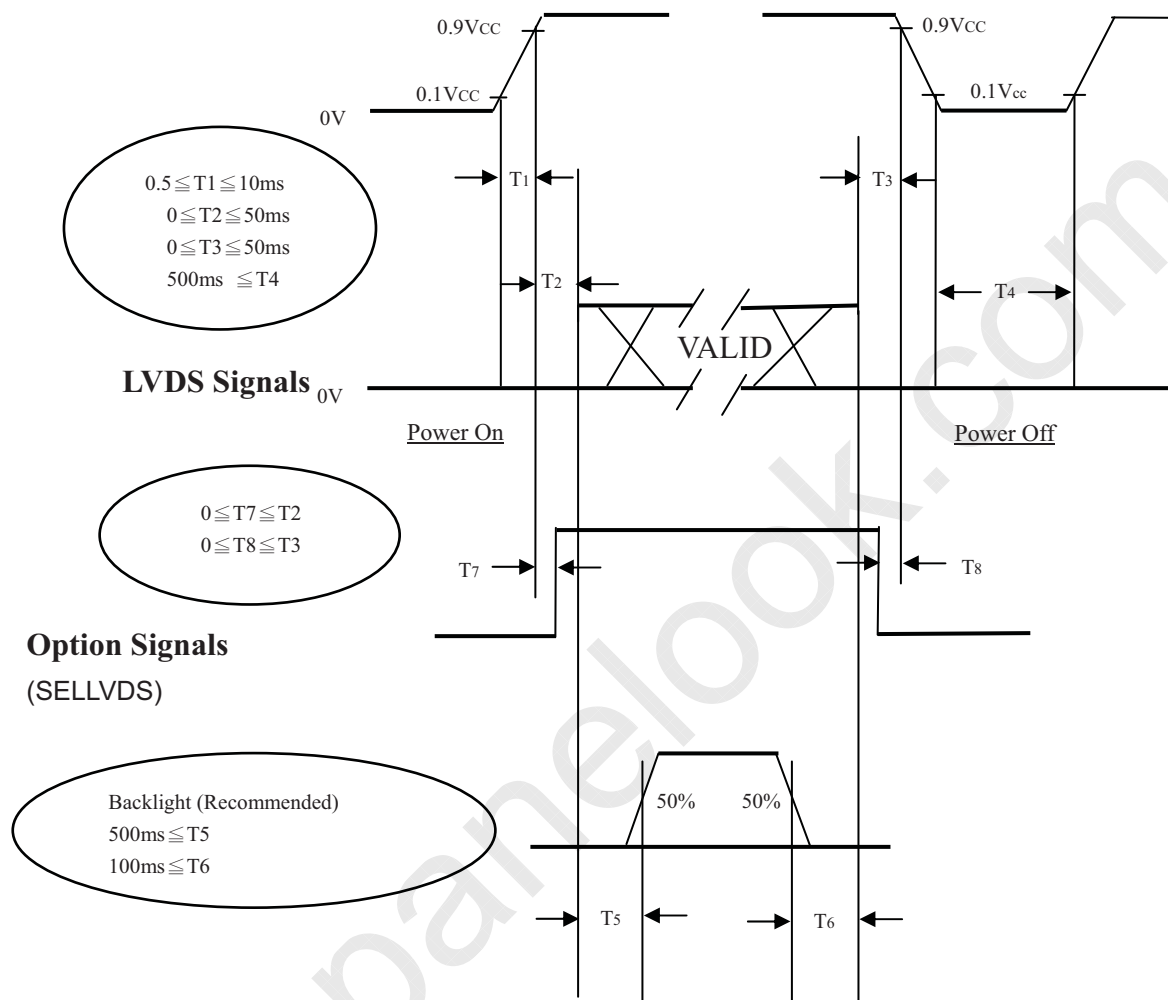 0.9VCC
0.9VCC
0.1VCC
0.1Vcc
0V
0.5≦T1≦10ms
0≦T2≦50ms
0≦T3≦50ms
500ms ≦T4
T1
T3
T2
T4
VALID
LVDS Signals 0V
Power On
Power Off
0≦T7≦T2
0≦T8≦T3
T7
T8
Option Signals
(SELLVDS)
Backlight (Recommended)
500ms≦T5
100ms≦T6
50%
50%
T5
T6
panelook.com